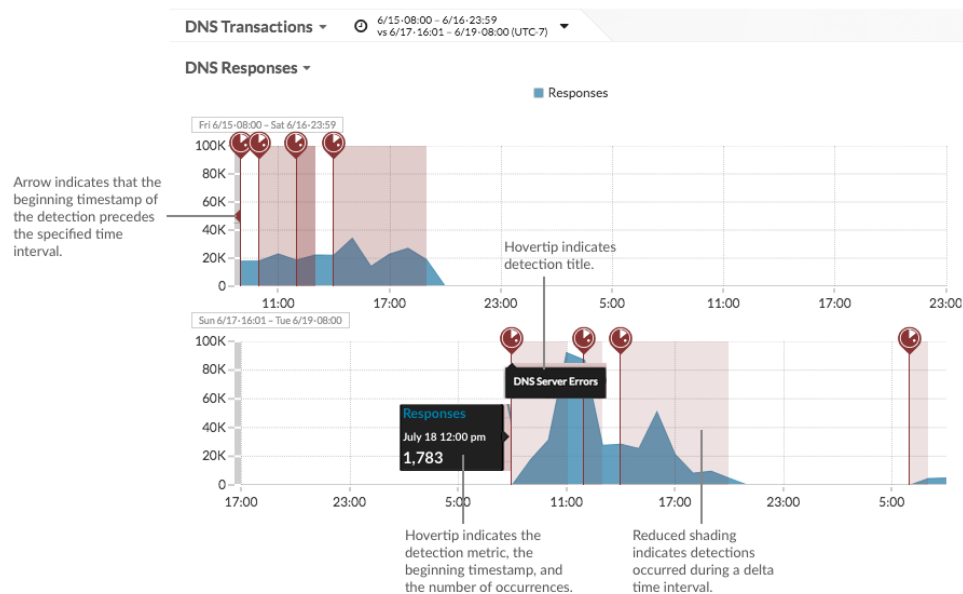 DNS Transactions
6/15·08:00 – 6/16·23:59
vs 6/17·16:01 – 6/19·08:00 (UTC-7)
DNS Responses
Responses
Fri 6/15·08:00 – Sat 6/16·23:59
100K
80K
60K
40K
20K
0
11:00 17:00 23:00 5:00 11:00 17:00 23:00
Arrow indicates that the
beginning timestamp of
the detection precedes
the specified time
interval.
Hovertip indicates
detection title.
Sun 6/17·16:01 – Tue 6/19·08:00
100K
80K
60K
40K
20K
0
17:00 23:00 5:00 11:00 17:00 23:00 5:00
DNS Server Errors
Responses
July 18 12:00 pm
1,783
Hovertip indicates the
detection metric, the
beginning timestamp, and
the number of occurrences.
Reduced shading
indicates detections
occurred during a delta
time interval.